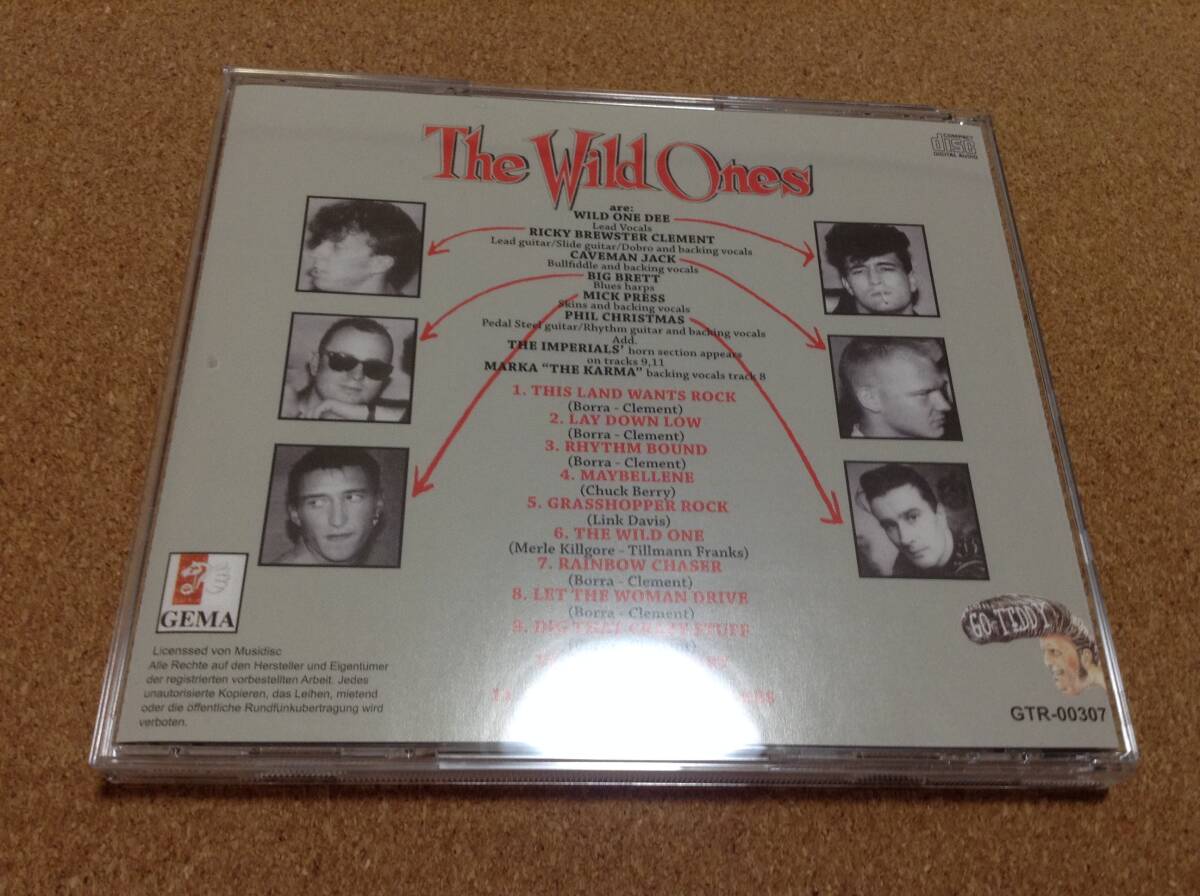 The Wild Ones
COMPACT
disc
DIGITAL AUDIO
are:
WILD ONE DEE
Lead Vocals
RICKY BREWSTER CLEMENT
Lead guitar/Slide guitar/Dobro and backing vocals
CAVEMAN JACK
Bullfiddle and backing vocals
BIG BRETT
Blues harps
MICK PRESS
Skins and backing vocals
PHIL CHRISTMAS
Pedal Steel guitar/Rhythm guitar and backing vocals
Add.
THE IMPERIALS' horn section appears
on tracks 9,11
MARKA "THE KARMA" backing vocals track 8
1. THIS LAND WANTS ROCK
(Borra - Clement)
2. LAY DOWN LOW
(Borra - Clement)
3. RHYTHM BOUND
(Borra - Clement)
4. MAYBELLENE
(Chuck Berry)
5. GRASSHOPPER ROCK
(Link Davis)
6. THE WILD ONE
(Merle Killgore - Tillmann Franks)
7. RAINBOW CHASER
(Borra - Clement)
8. LET THE WOMAN DRIVE
(Borra - Clement)
9. DIG THAT CRAZY STUFF
GEMA
Licenssed von Musidisc
Alle Rechte auf den Hersteller und Eigentumer
der registrierten vorbestellten Arbeit. Jedes
unautorisierte Kopieren, das Leihen, mietend
oder die öffentliche Rundfunkubertragung wird
verboten.
GO TEDDY
GTR-00307